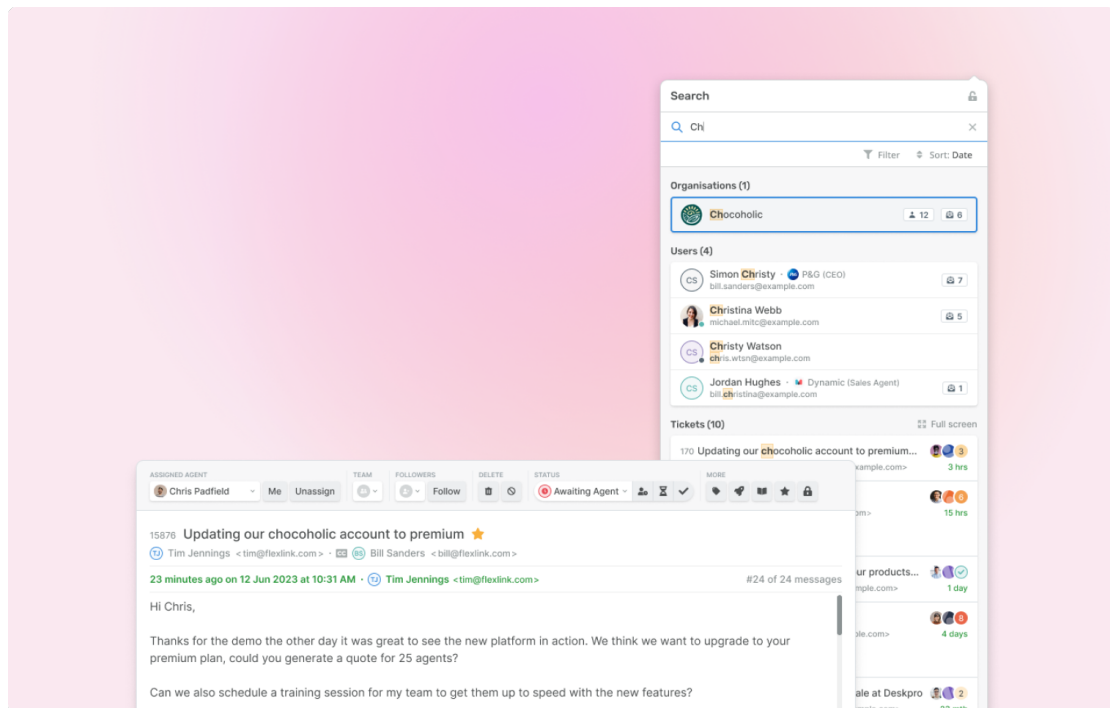 Search
Ch
Filter Sort: Date
Organisations (1)
Chocoholic 12 6
Users (4)
CS Simon Christy · P&G (CEO) 7
bill.sanders@example.com
Christina Webb 5
michael.mitc@example.com
CS Christy Watson
chris.wtsn@example.com
CS Jordan Hughes · Dynamic (Sales Agent) 1
bill.christina@example.com
Tickets (10) Full screen
170 Updating our chocoholic account to premium... 3
example.com> 3 hrs
6
om> 15 hrs
ur products...
mple.com> 1 day
8
ple.com> 4 days
ale at Deskpro 2
ASSIGNED AGENT TEAM FOLLOWERS DELETE STATUS MORE
Chris Padfield Me Unassign Follow Awaiting Agent
15876 Updating our chocoholic account to premium
TJ Tim Jennings <tim@flexlink.com> · CC BS Bill Sanders <bill@flexlink.com>
23 minutes ago on 12 Jun 2023 at 10:31 AM · TJ Tim Jennings <tim@flexlink.com> #24 of 24 messages
Hi Chris,
Thanks for the demo the other day it was great to see the new platform in action. We think we want to upgrade to your
premium plan, could you generate a quote for 25 agents?
Can we also schedule a training session for my team to get them up to speed with the new features?